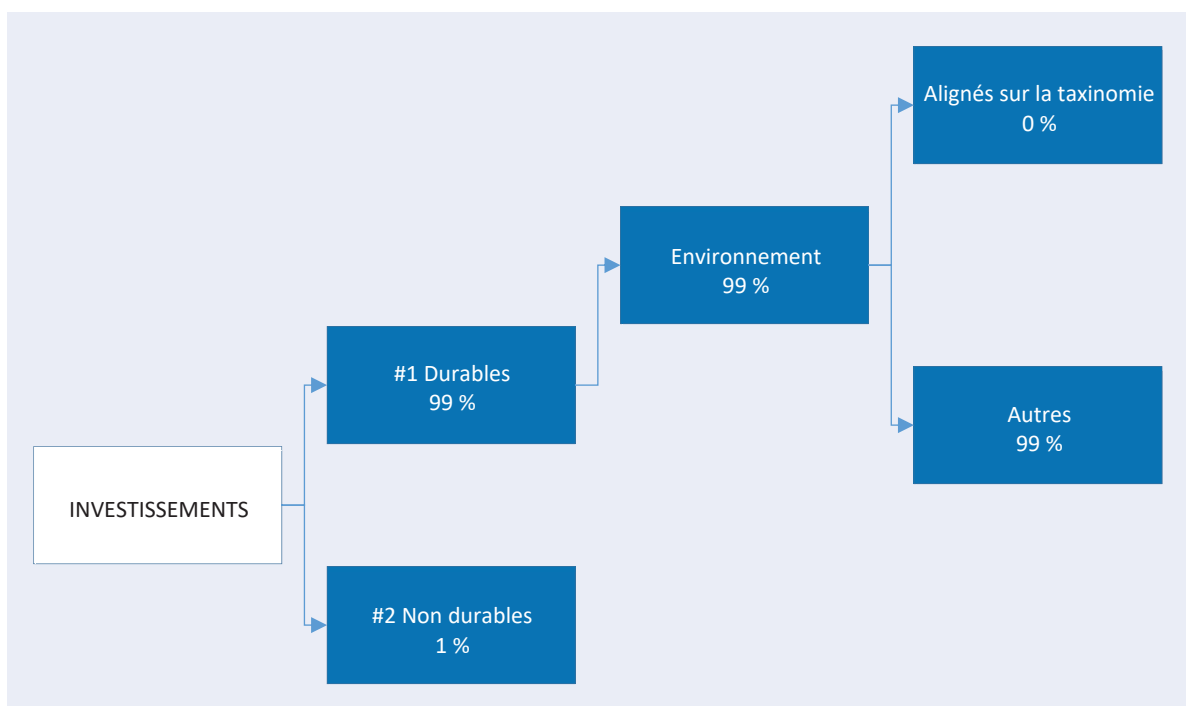 Alignés sur la taxinomie
0 %
Environnement
99 %
#1 Durables
99 %
Autres
99 %
INVESTISSEMENTS
#2 Non durables
1 %